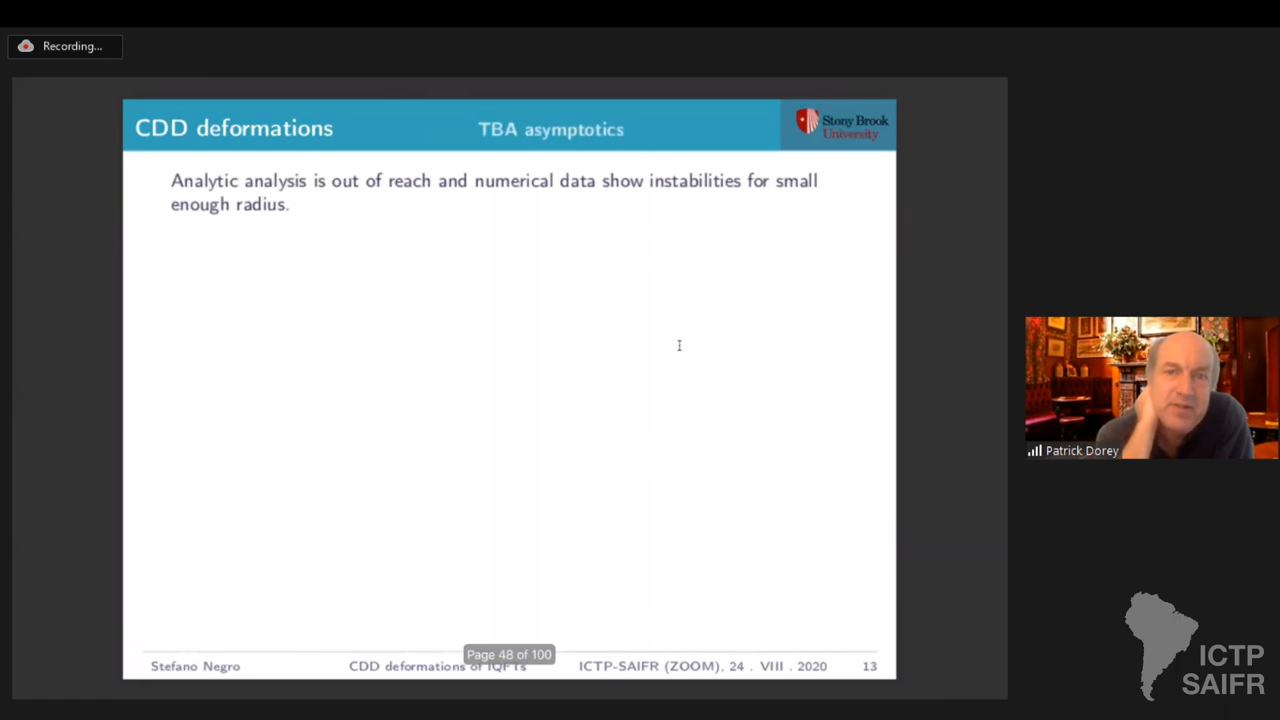 Recording...
CDD deformations
TBA asymptotics
Stony Brook
University
Analytic analysis is out of reach and numerical data show instabilities for small
enough radius.
Patrick Dorey
Page 48 of 100
Stefano Negro
CDD deformations of IQFTs
ICTP-SAIFR (ZOOM), 24 . VIII . 2020
13
ICTP
SAIFR